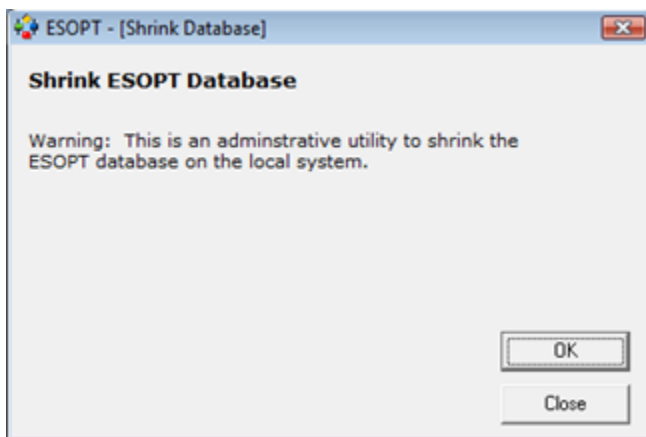 ESOPT - [Shrink Database]
Shrink ESOPT Database
Warning:  This is an adminstrative utility to shrink the
ESOPT database on the local system.
OK
Close